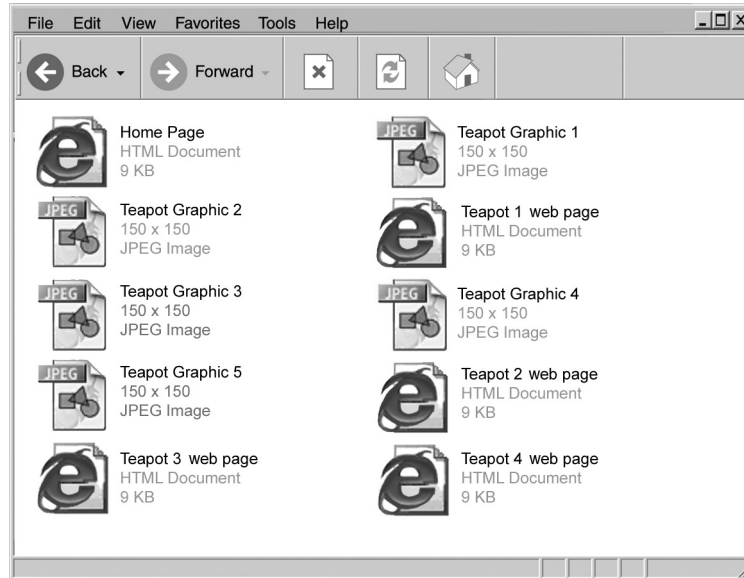 File Edit View Favorites Tools Help
Back Forward
Home Page
HTML Document
9 KB
JPEG
Teapot Graphic 1
150 x 150
JPEG Image
JPEG
Teapot Graphic 2
150 x 150
JPEG Image
Teapot 1 web page
HTML Document
9 KB
JPEG
Teapot Graphic 3
150 x 150
JPEG Image
JPEG
Teapot Graphic 4
150 x 150
JPEG Image
JPEG
Teapot Graphic 5
150 x 150
JPEG Image
Teapot 2 web page
HTML Document
9 KB
Teapot 3 web page
HTML Document
9 KB
Teapot 4 web page
HTML Document
9 KB